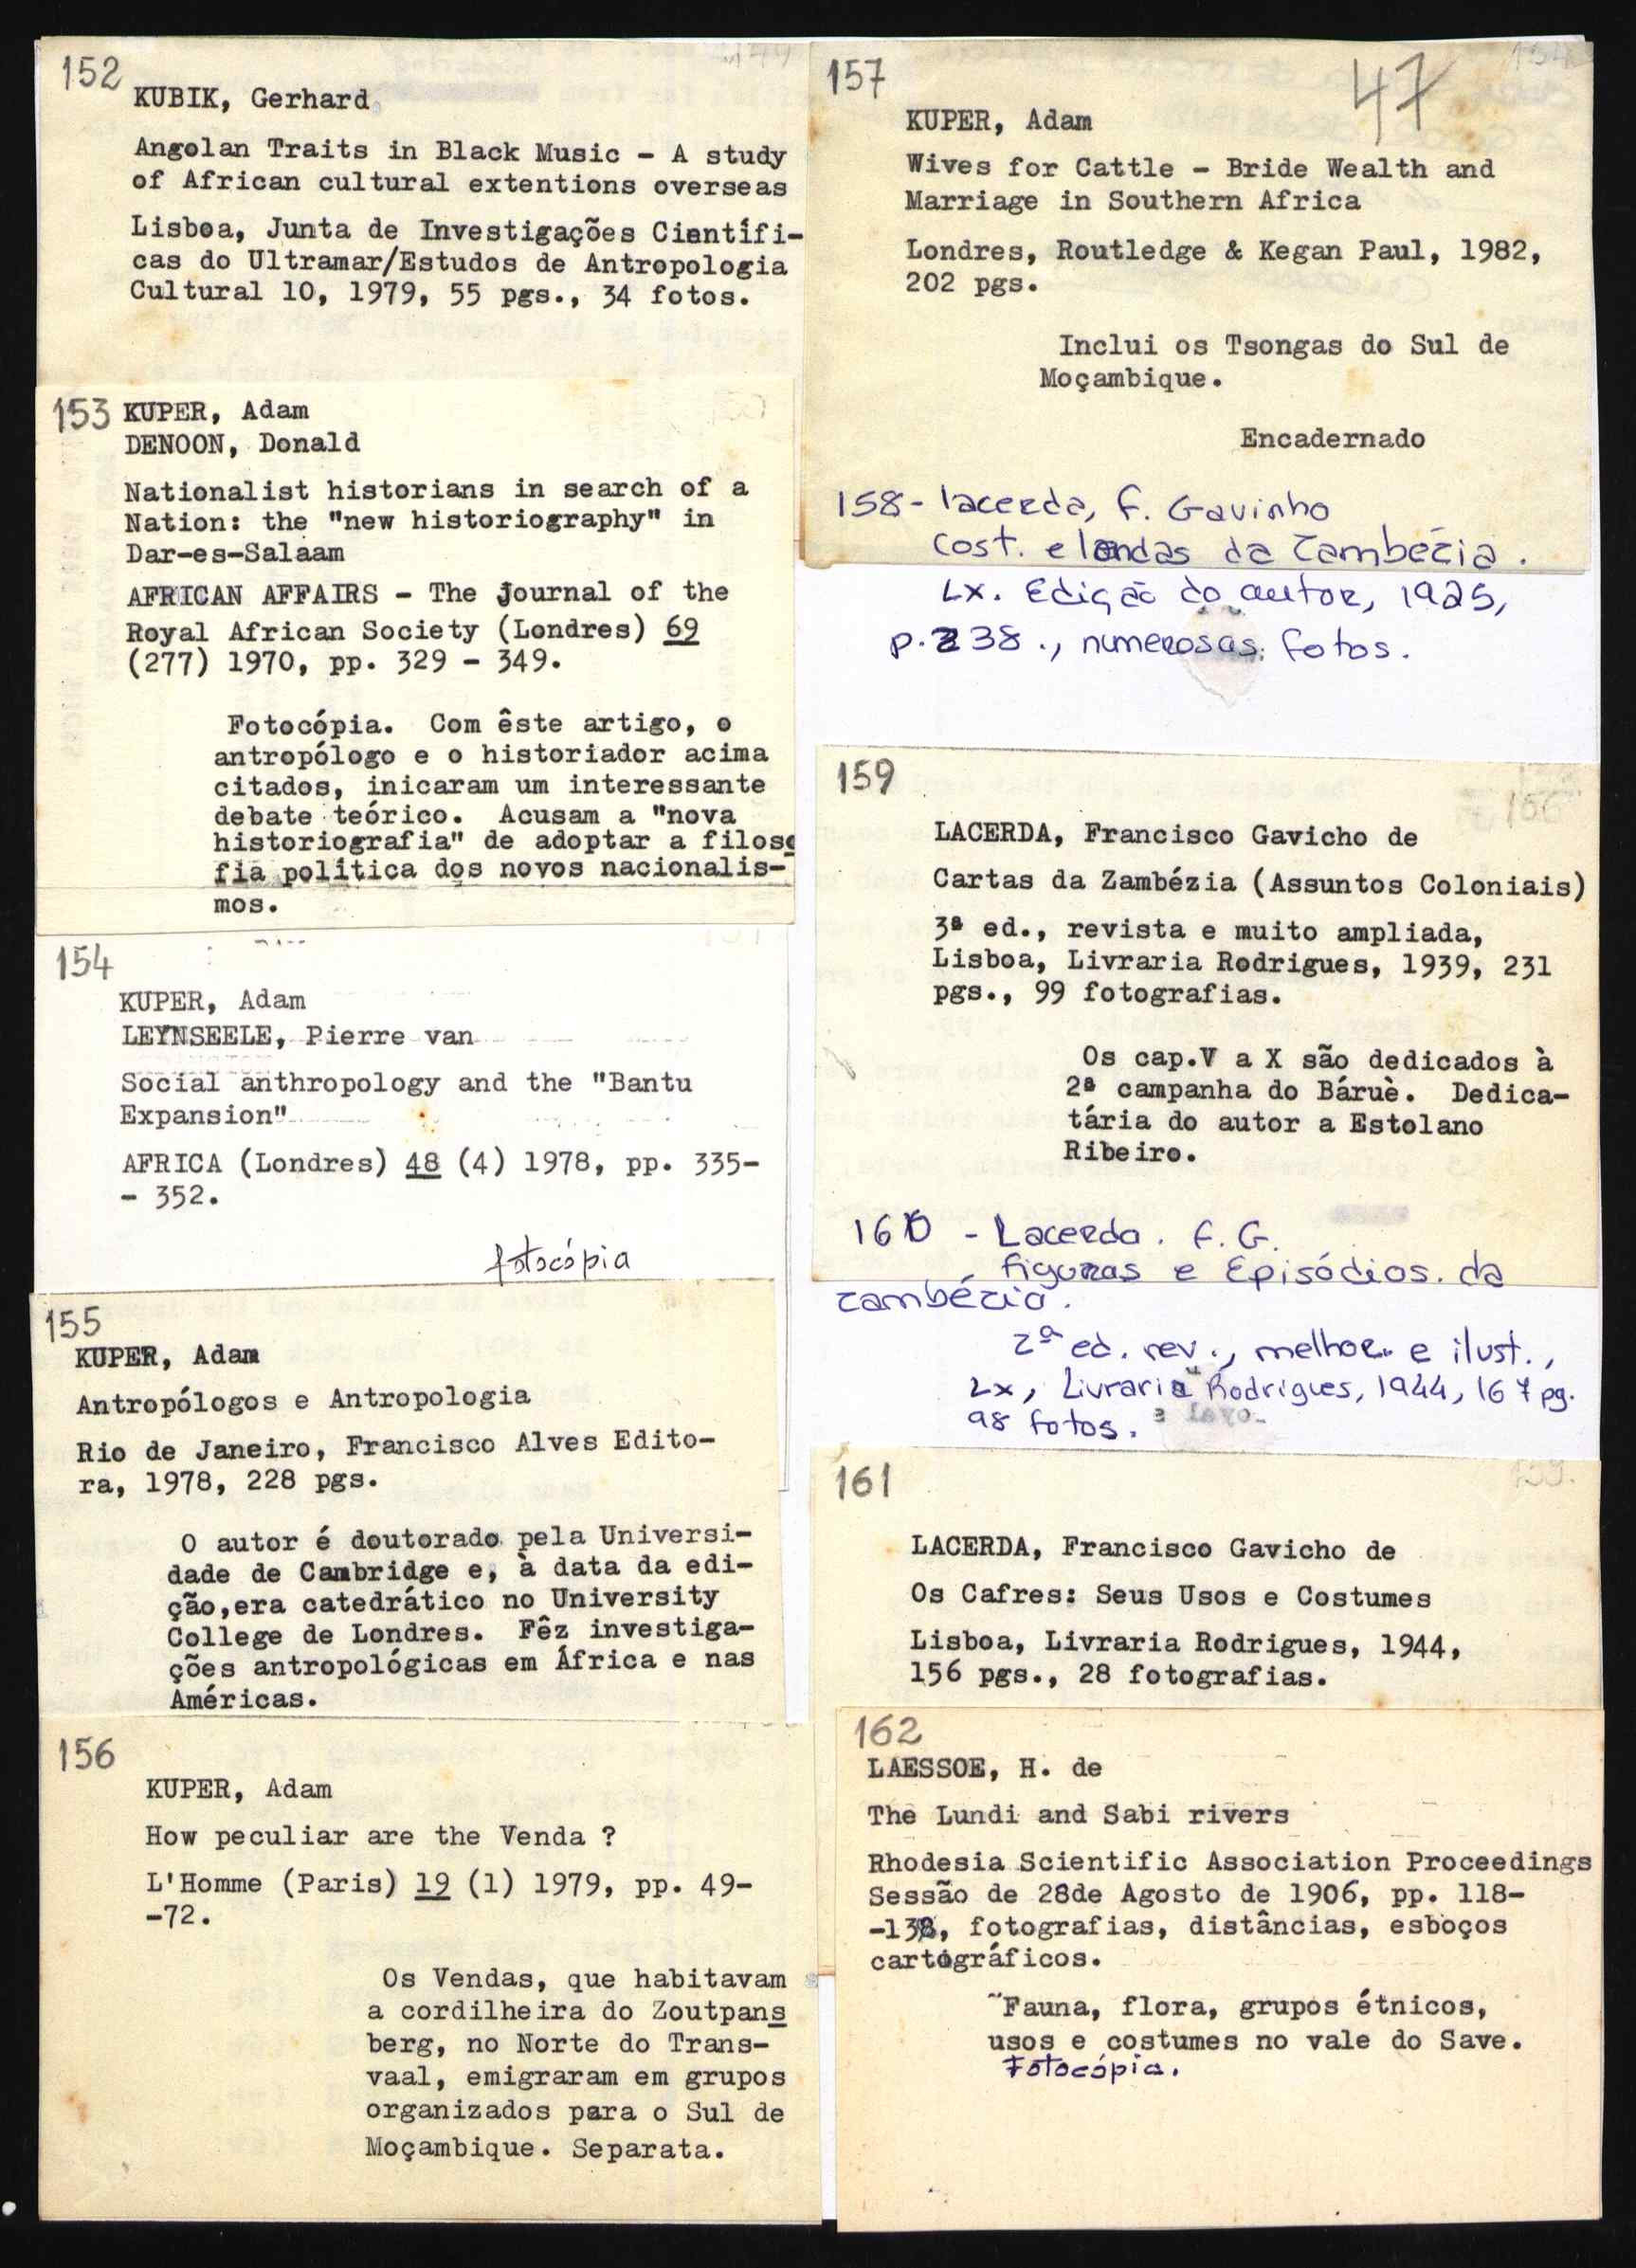 152
KUBIK, Gerhard
Angolan Traits in Black Music - A study
of African cultural extentions overseas
Lisboa, Junta de Investigações Cientifi-
cas do Ultramar/Estudos de Antropologia
Cultural 10, 1979, 55 pgs., 34 fotos.
153 KUPER, Adam
DENOON, Donald
Nationalist historians in search of a
Nation: the "new historiography" in
Dar-es-Salaam
AFRICAN AFFAIRS - The Journal of the
Royal African Society (Londres) 69
(277) 1970, pp. 329 - 349.
Fotocópia. Com êste artigo, o
antropólogo e o historiador acima
citados, inicaram um interessante
debate teórico. Acusam a "nova
historiografia" de adoptar a filoso
fia politica dos novos nacionalis-
mos.
154
KUPER, Adam
LEYNSEELE, Pierre van
Social anthropology and the "Bantu
Expansion"
AFRICA (Londres) 48 (4) 1978, pp. 335-
- 352.
fotocópia
155
KUPER, Adam
Antropólogos e Antropologia
Rio de Janeiro, Francisco Alves Edito-
ra, 1978, 228 pgs.
O autor é doutorado pela Universi-
dade de Cambridge e, à data da edi-
ção,era catedrático no University
College de Londres. Fêz investiga-
ções antropológicas em África e nas
Américas.
156
KUPER, Adam
How peculiar are the Venda ?
L'Homme (Paris) 19 (1) 1979, pp. 49-
-72.
Os Vendas, que habitavam
a cordilheira do Zoutpans
berg, no Norte do Trans-
vaal, emigraram em grupos
organizados para o Sul de
Moçambique. Separata.
157
47
KUPER, Adam
Wives for Cattle - Bride Wealth and
Marriage in Southern Africa
Londres, Routledge & Kegan Paul, 1982,
202 pgs.
Inclui os Tsongas do Sul de
Moçambique.
Encadernado
158- lacerda, F. Gavinho
Cost. e lendas da Zambézia.
Lx. Edição do autor, 1925,
p. 238., numerosas fotos.
159
156
LACERDA, Francisco Gavicho de
Cartas da Zambézia (Assuntos Coloniais)
3ª ed., revista e muito ampliada,
Lisboa, Livraria Rodrigues, 1939, 231
pgs., 99 fotografias.
Os cap.V a X são dedicados à
2ª campanha do Báruè. Dedica-
tária do autor a Estolano
Ribeiro.
160 - Lacerda. F. G.
Figuras e Episódios. da
Zambézia.
2ª ed. rev., melhor. e ilust.,
Lx, Livraria Rodrigues, 1944, 167 pg.
98 fotos.
161
159.
LACERDA, Francisco Gavicho de
Os Cafres: Seus Usos e Costumes
Lisboa, Livraria Rodrigues, 1944,
156 pgs., 28 fotografias.
162
LAESSOE, H. de
The Lundi and Sabi rivers
Rhodesia Scientific Association Proceedings
Sessão de 28de Agosto de 1906, pp. 118-
-138, fotografias, distâncias, esboços
cartográficos.
Fauna, flora, grupos étnicos,
usos e costumes no vale do Save.
Fotocópia.